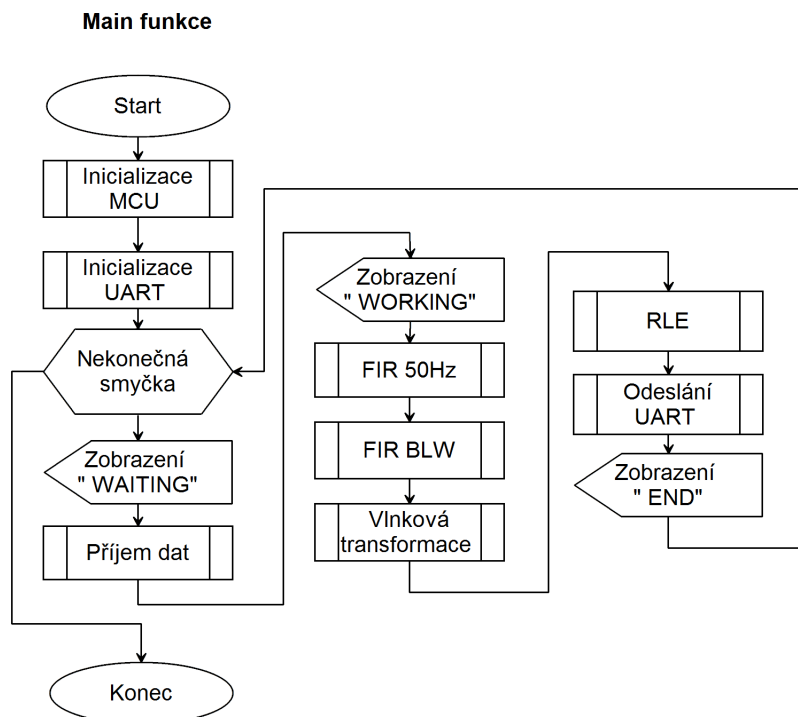 Main funkce
Start
Inicializace
MCU
Inicializace
UART
Nekonečná
smyčka
Zobrazení
" WAITING"
Příjem dat
Konec
Zobrazení
" WORKING"
FIR 50Hz
FIR BLW
Vlnková
transformace
RLE
Odeslání
UART
Zobrazení
" END"